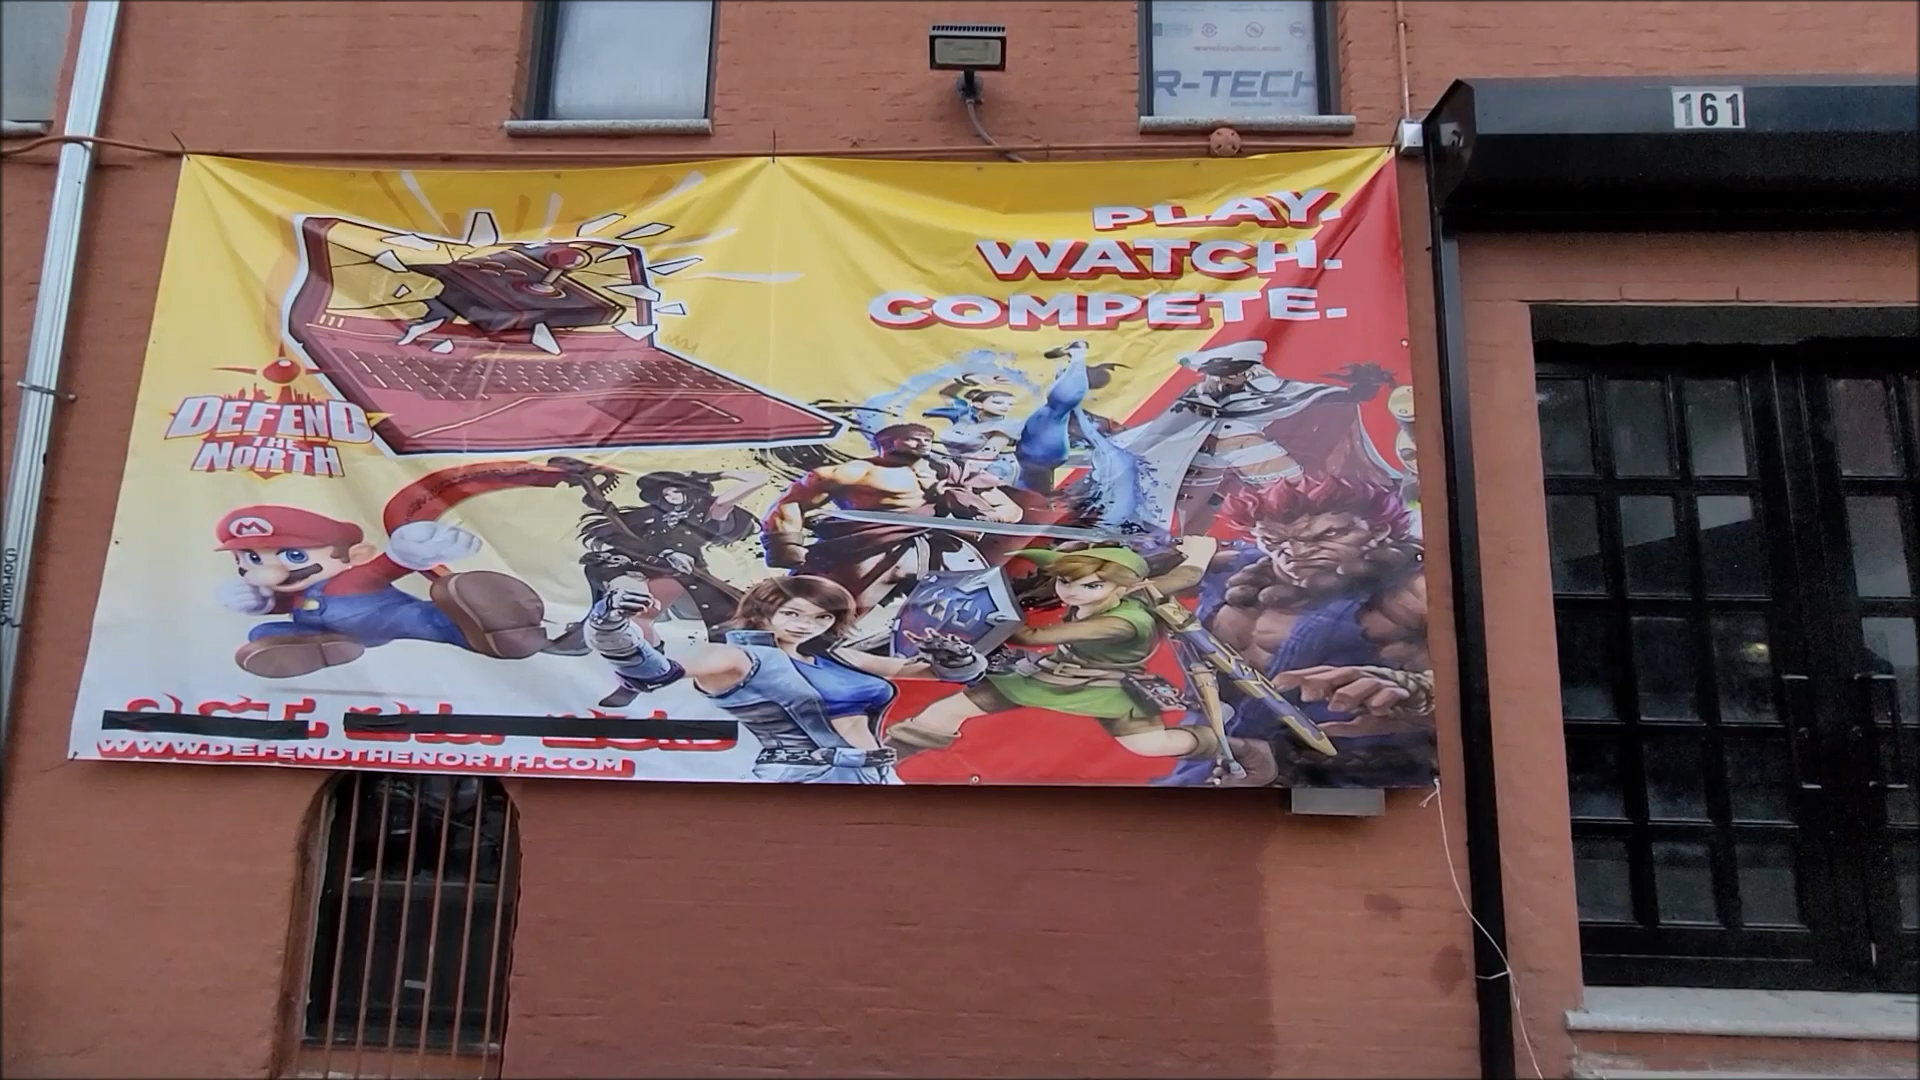 R-TECH
161
PLAY.
WATCH.
COMPETE.
DEFEND
THE
NORTH
M
WWW.DEFENDTHENORTH.COM